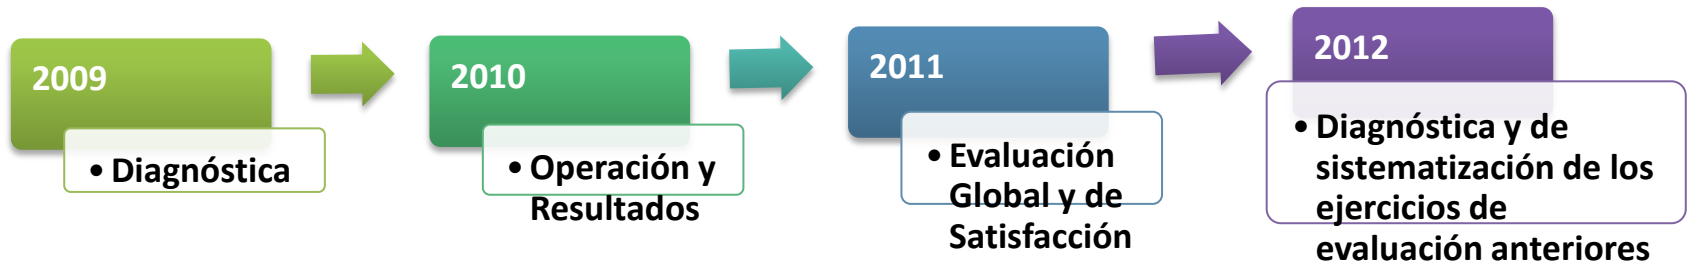 2009
• Diagnóstica
2010
• Operación y
Resultados
2011
• Evaluación
Global y de
Satisfacción
2012
• Diagnóstica y de
sistematización de los
ejercicios de
evaluación anteriores